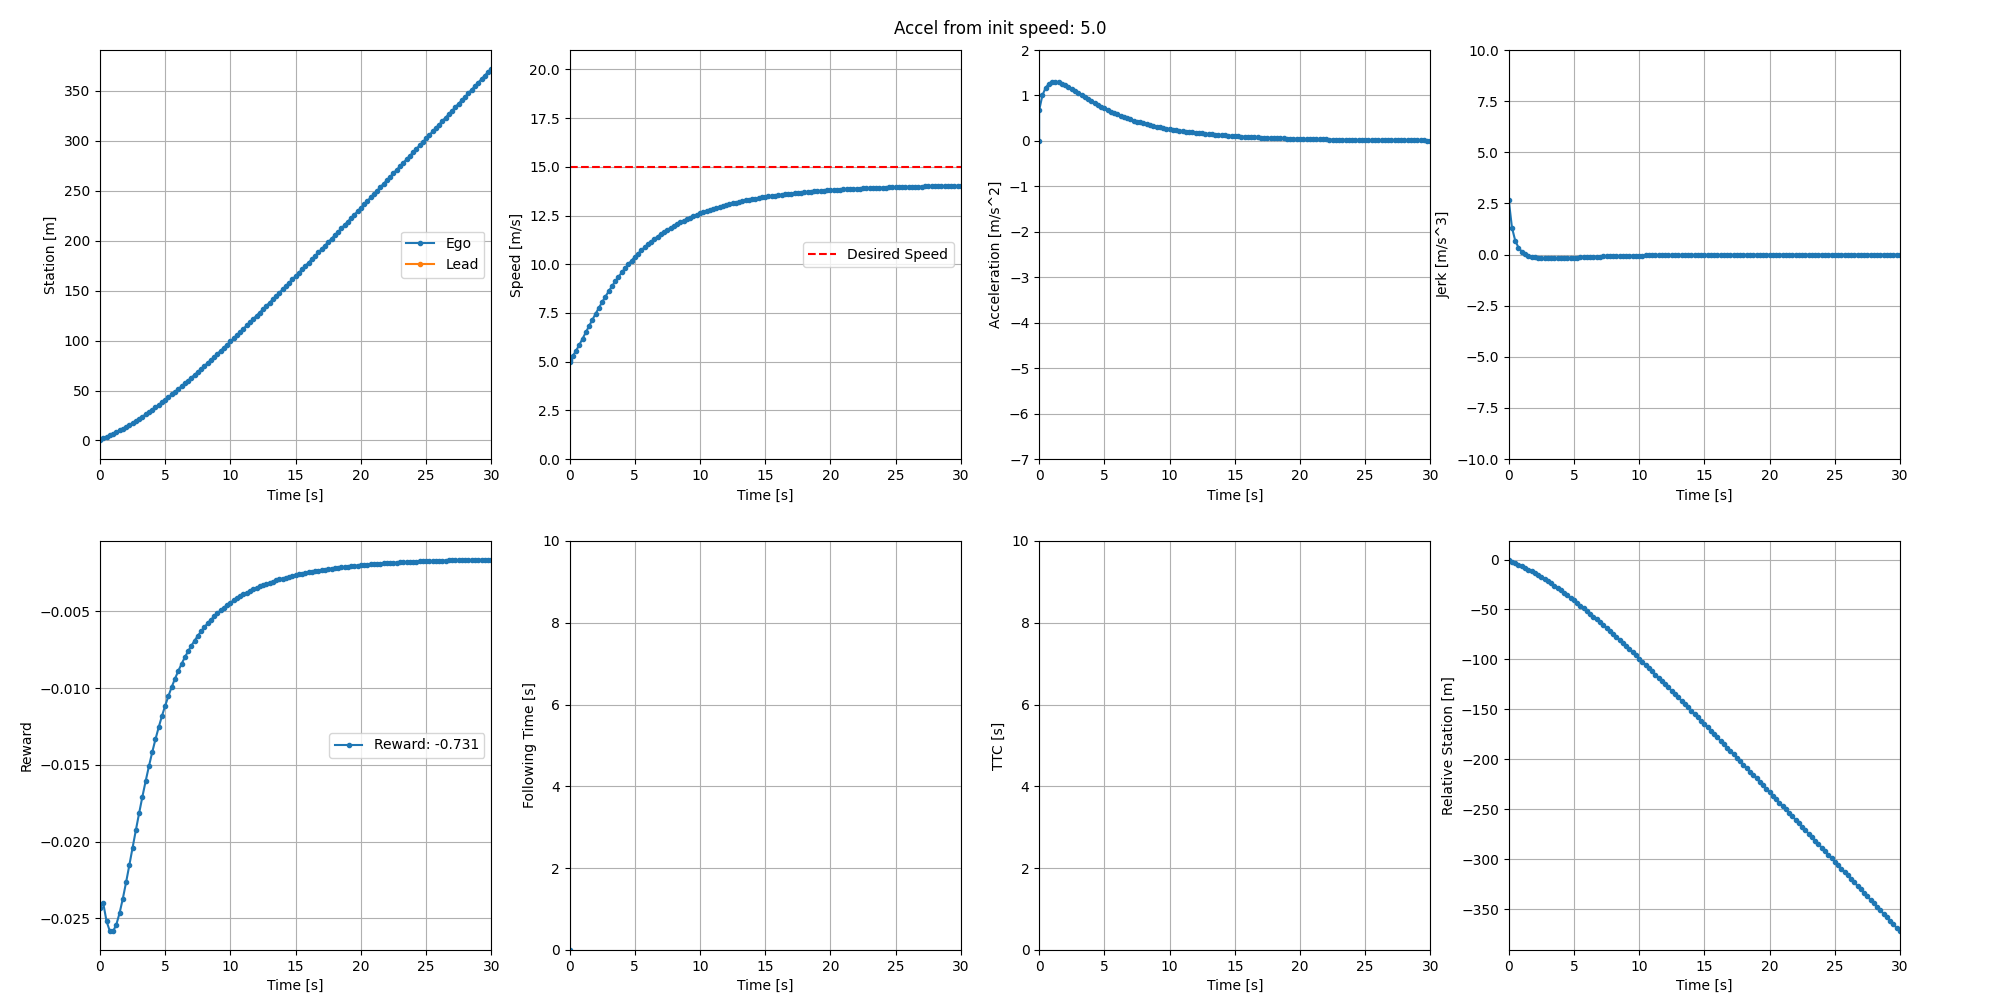 Accel from init speed: 5.0
Station [m]
350
300
250
200
150
100
50
0
Ego
Lead
0 5 10 15 20 25 30
Time [s]
Speed [m/s]
20.0
17.5
15.0
12.5
10.0
7.5
5.0
2.5
0.0
Desired Speed
0 5 10 15 20 25 30
Time [s]
Acceleration [m/s^2]
2
1
0
−1
−2
−3
−4
−5
−6
−7
0 5 10 15 20 25 30
Time [s]
Jerk [m/s^3]
10.0
7.5
5.0
2.5
0.0
−2.5
−5.0
−7.5
−10.0
0 5 10 15 20 25 30
Time [s]
Reward
−0.005
−0.010
−0.015
−0.020
−0.025
Reward: -0.731
0 5 10 15 20 25 30
Time [s]
Following Time [s]
10
8
6
4
2
0
0 5 10 15 20 25 30
Time [s]
TTC [s]
10
8
6
4
2
0
0 5 10 15 20 25 30
Time [s]
Relative Station [m]
0
−50
−100
−150
−200
−250
−300
−350
0 5 10 15 20 25 30
Time [s]